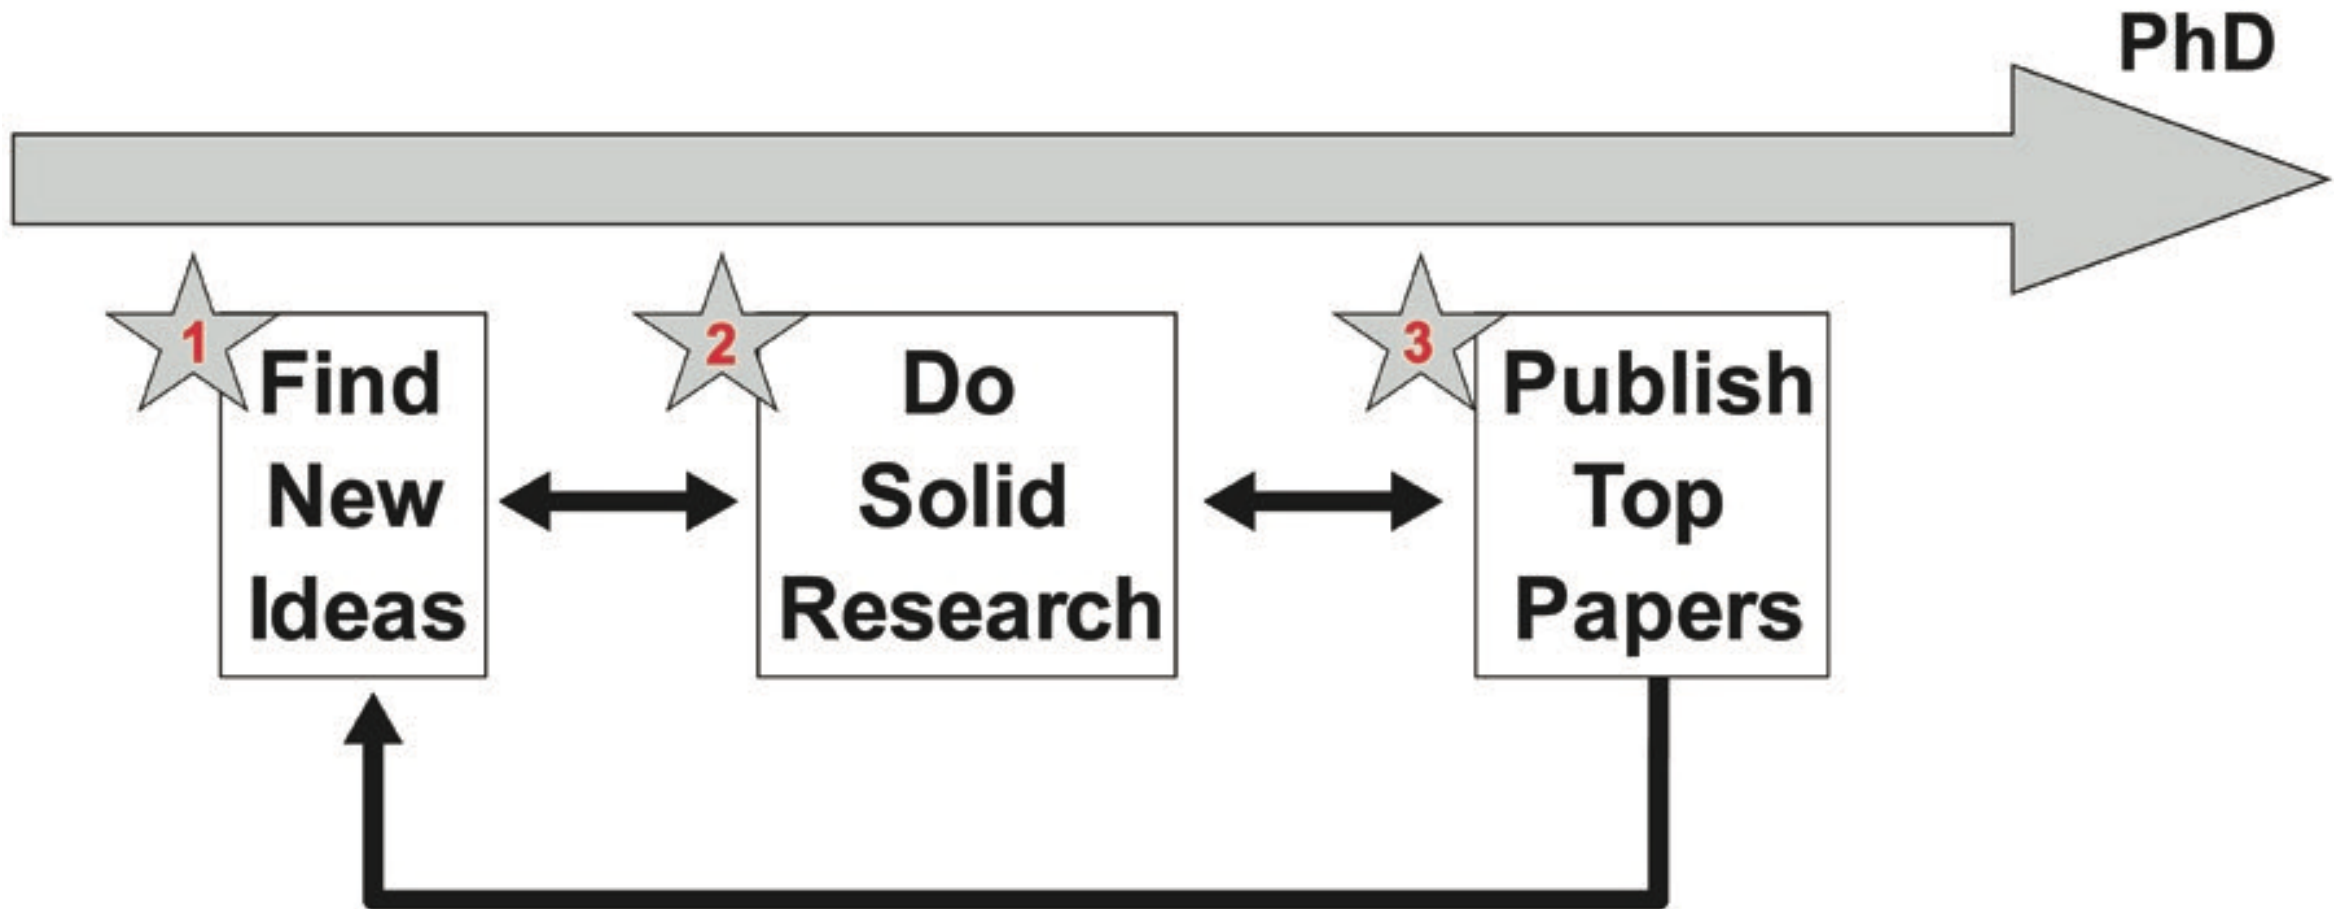 PhD
1
Find
New
Ideas
2
Do
Solid
Research
3
Publish
Top
Papers